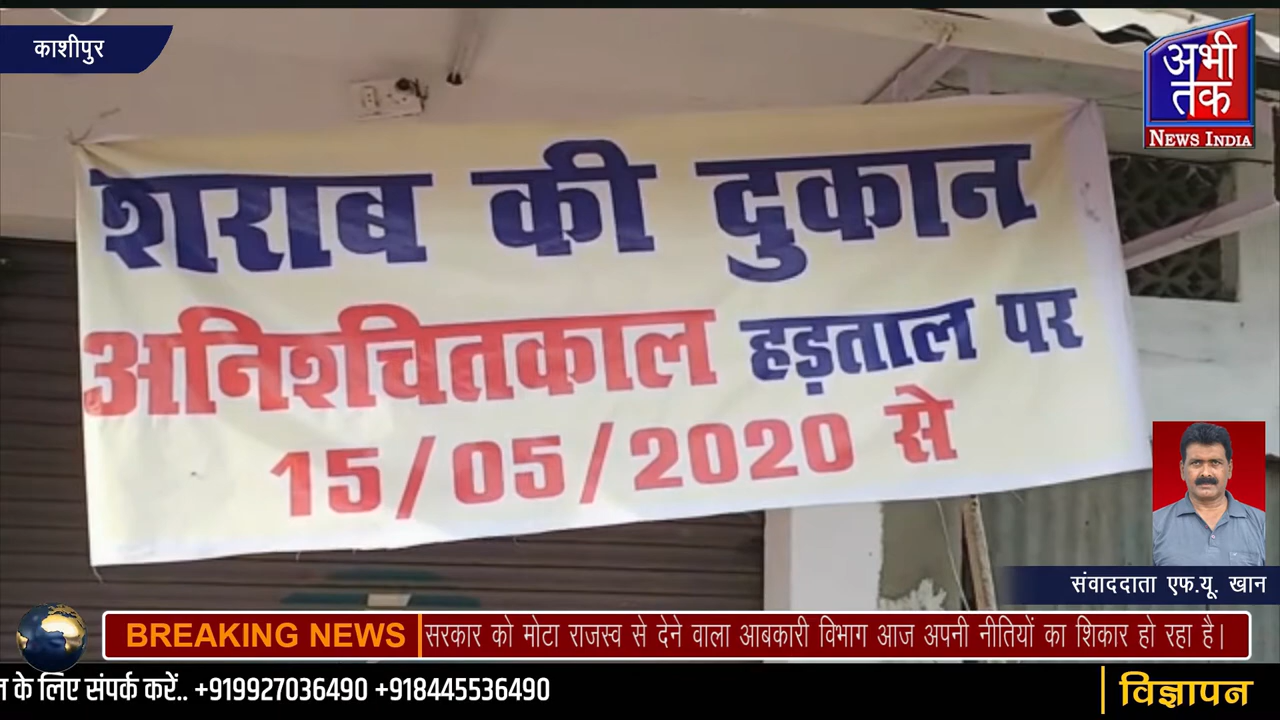 काशीपुर
अभी
तक
NEWS INDIA
शराब की दुकान
अनिश्चितकाल हड़ताल पर
15/05/2020 से
संवाददाता एफ.यू. खान
BREAKING NEWS
सरकार को मोटा राजस्व से देने वाला आबकारी विभाग आज अपनी नीतियों का शिकार हो रहा है।
के लिए संपर्क करें.. +919927036490 +918445536490
विज्ञापन